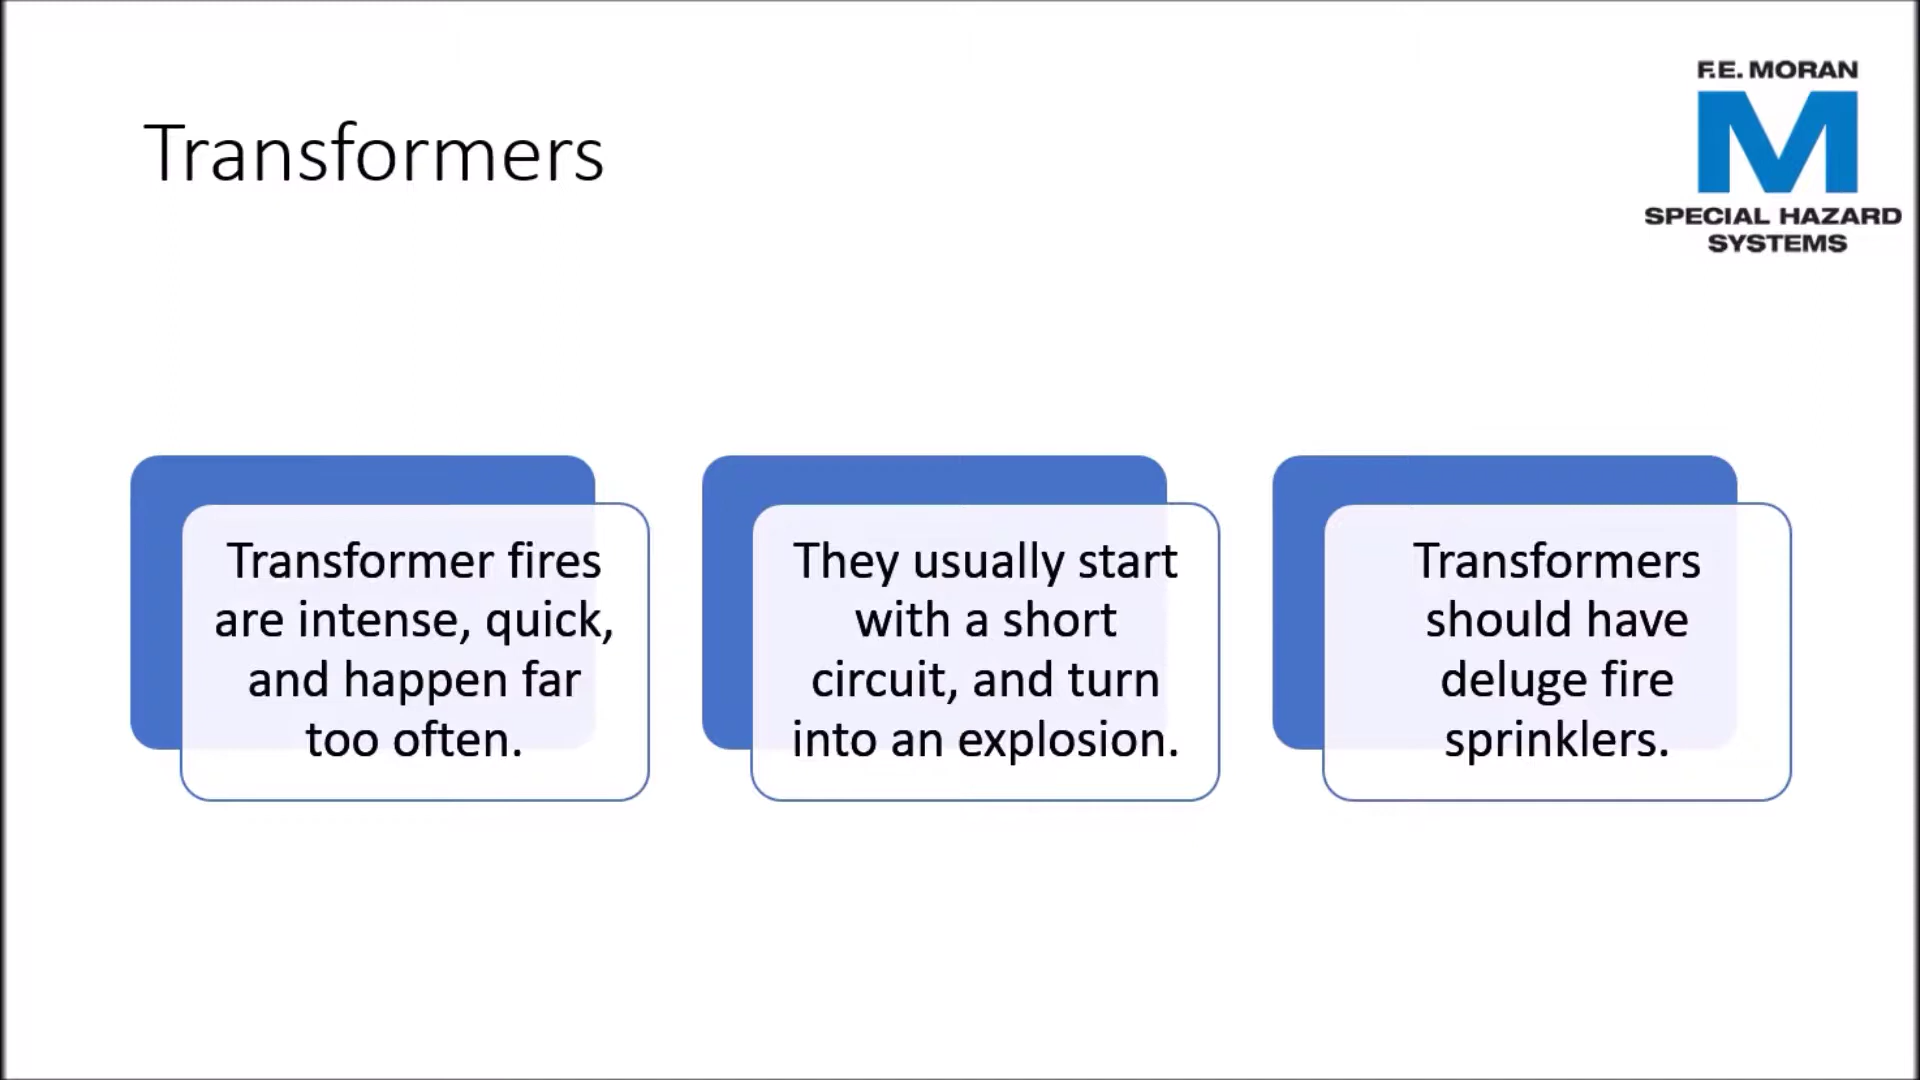 Transformers
F.E. MORAN
M
SPECIAL HAZARD
SYSTEMS
Transformer fires
are intense, quick,
and happen far
too often.
They usually start
with a short
circuit, and turn
into an explosion.
Transformers
should have
deluge fire
sprinklers.